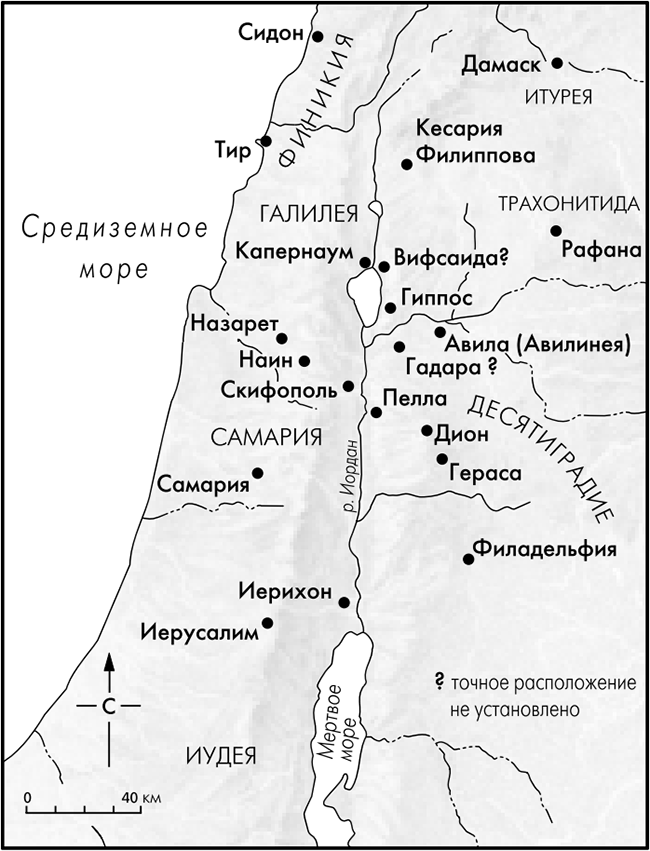 Сидон
ФИНИКИЯ
Дамаск
ИТУРЕЯ
Тир
Кесария
Филиппова
ГАЛИЛЕЯ
ТРАХОНИТИДА
Средиземное
море
Капернаум
Вифсаида?
Рафана
Гиппос
Назарет
Авила (Авилинея)
Наин
Гадара ?
Скифополь
Пелла
ДЕСЯТИГРАДИЕ
САМАРИЯ
Дион
р. Иордан
Самария
Гераса
Филадельфия
Иерихон
Иерусалим
? точное расположение
не установлено
С
Мертвое
море
ИУДЕЯ
0 40 км